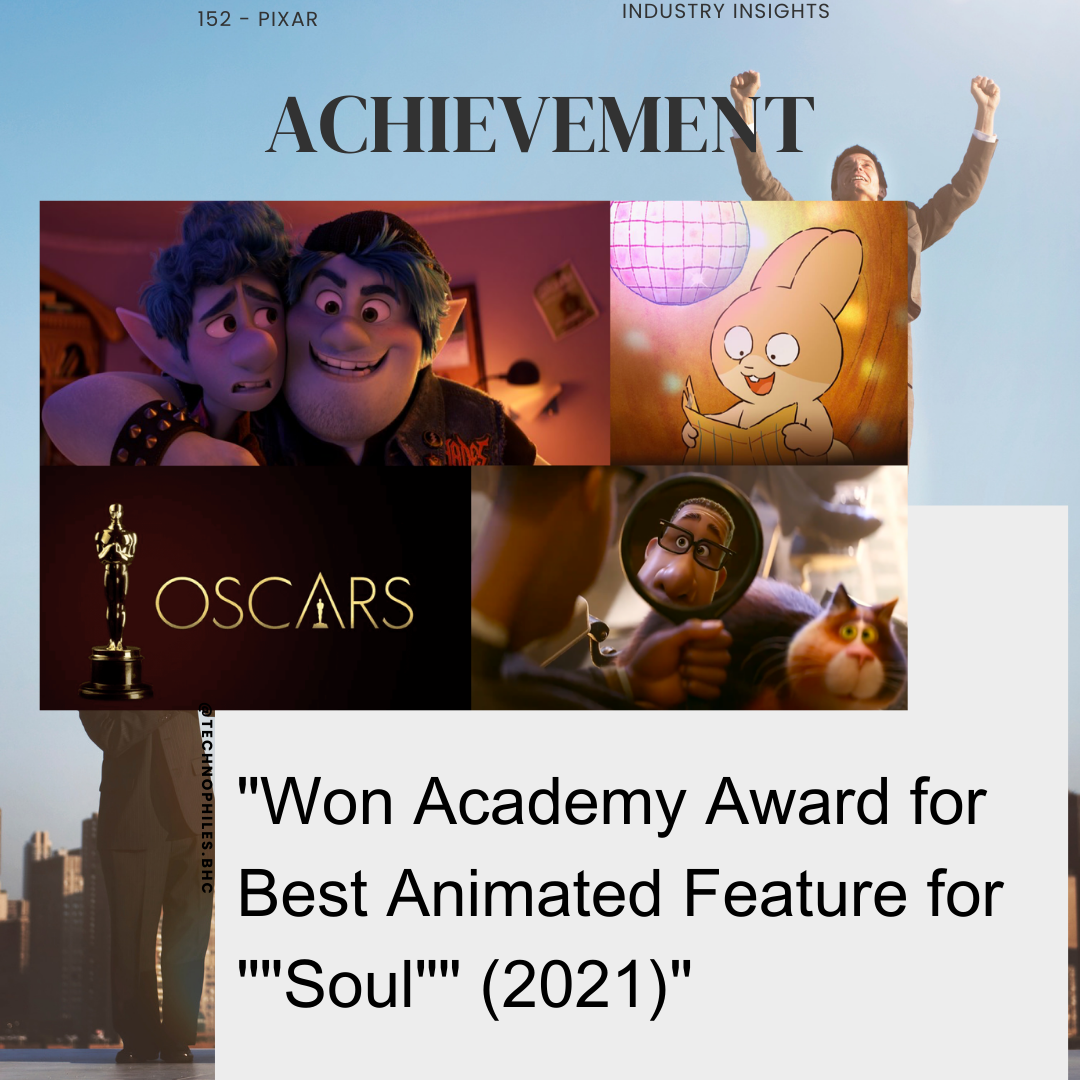 152 - PIXAR
INDUSTRY INSIGHTS
ACHIEVEMENT
OSCARS
@TECHNOPHILES.BHC
"Won Academy Award for
Best Animated Feature for
""Soul"" (2021)"